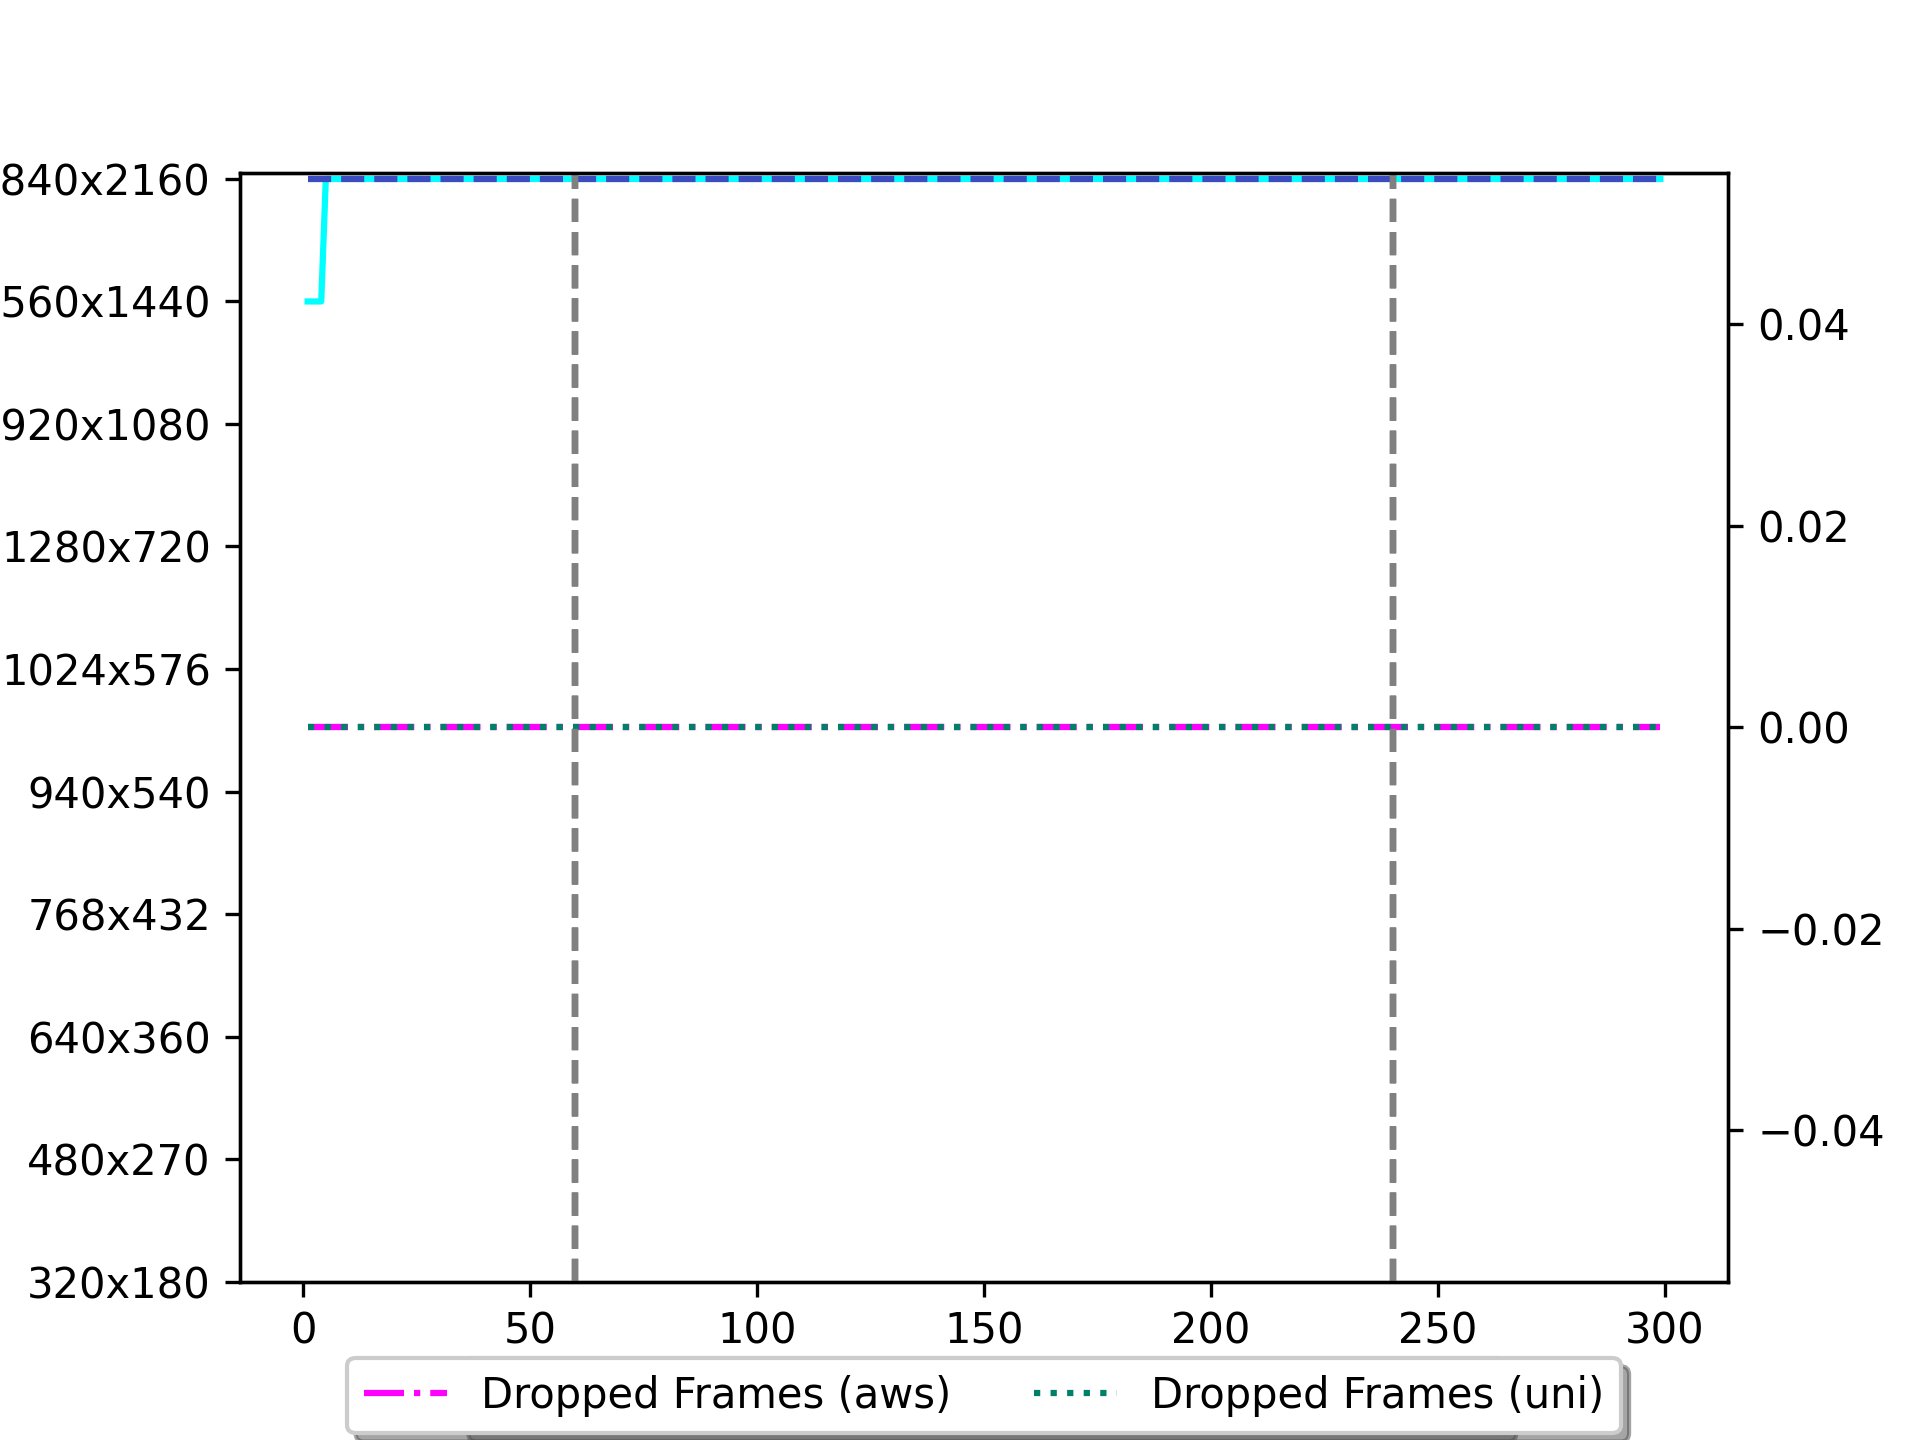 840x2160
560x1440
920x1080
1280x720
1024x576
940x540
768x432
640x360
480x270
320x180
0.04
0.02
0.00
−0.02
−0.04
0 50 100 150 200 250 300
Dropped Frames (aws) Dropped Frames (uni)